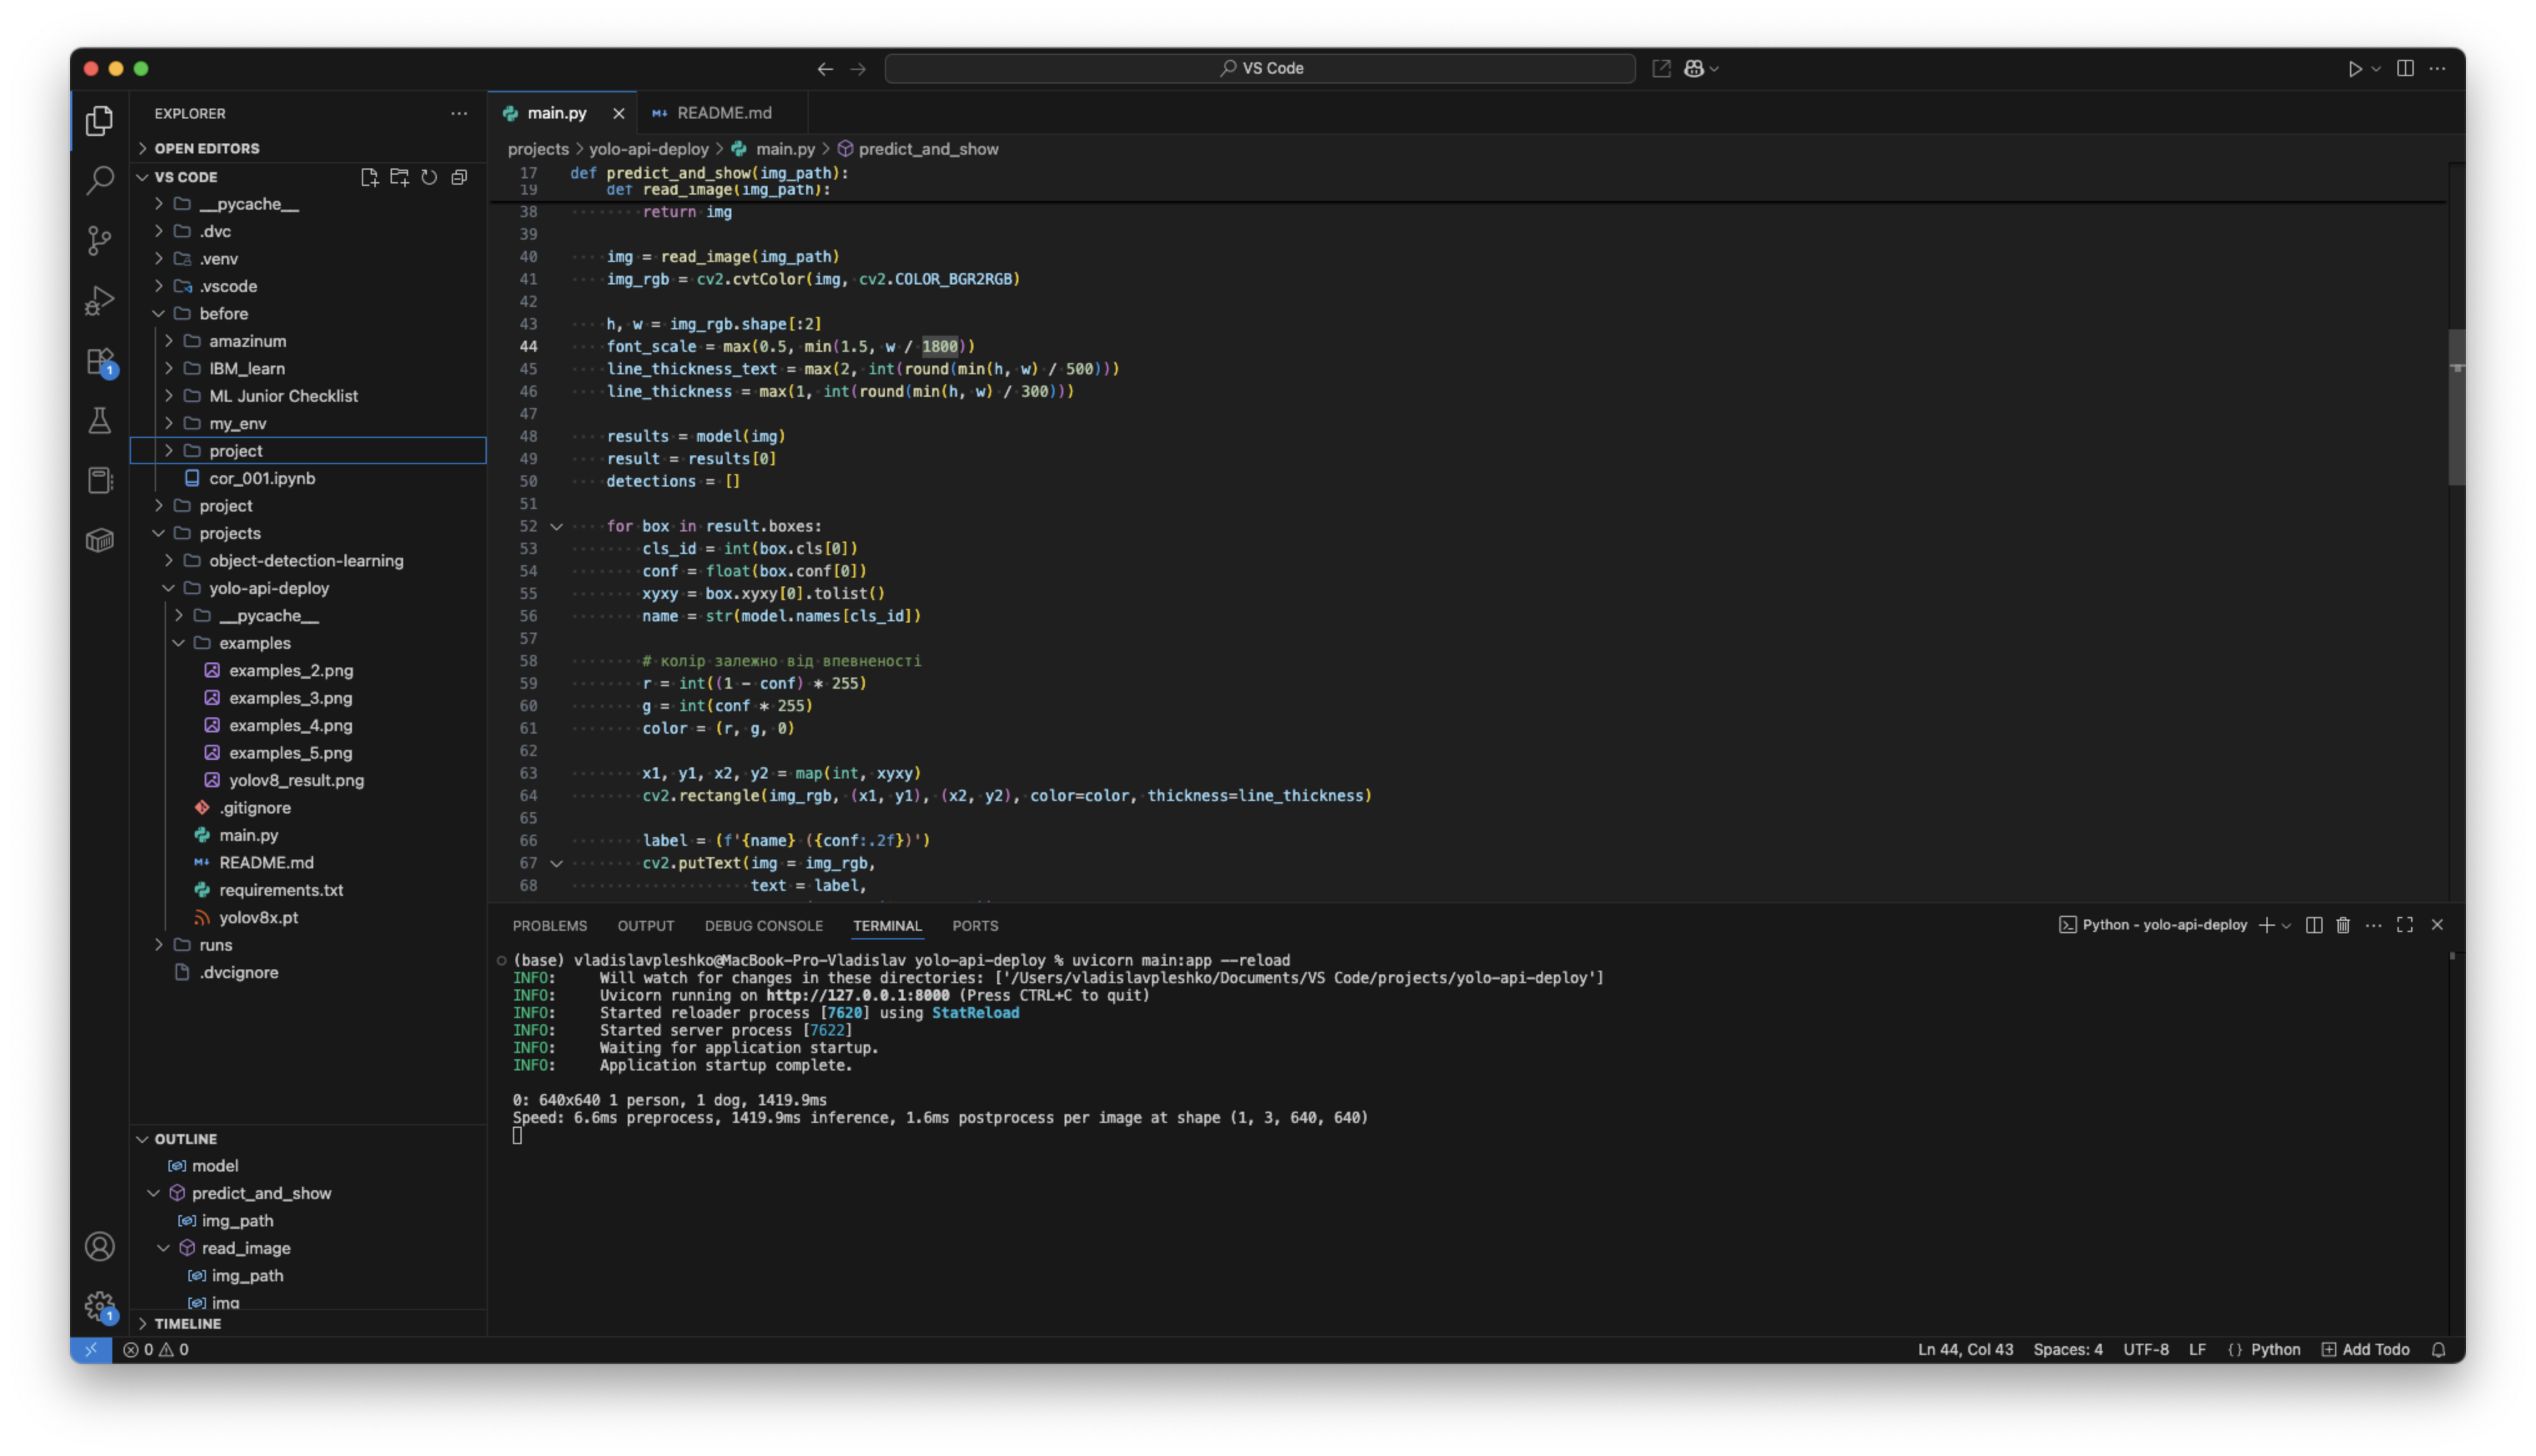 VS Code
EXPLORER
OPEN EDITORS
VS CODE
__pycache__
.dvc
.venv
.vscode
before
amazinum
IBM_learn
ML Junior Checklist
my_env
project
cor_001.ipynb
project
projects
object-detection-learning
yolo-api-deploy
__pycache__
examples
examples_2.png
examples_3.png
examples_4.png
examples_5.png
yolov8_result.png
.gitignore
main.py
README.md
requirements.txt
yolov8x.pt
runs
.dvcignore
OUTLINE
model
predict_and_show
img_path
read_image
img_path
img
TIMELINE
1
1
main.py README.md
projects > yolo-api-deploy > main.py > predict_and_show
17 def predict_and_show(img_path):
19 def read_image(img_path):
38 return img
39
40 img = read_image(img_path)
41 img_rgb = cv2.cvtColor(img, cv2.COLOR_BGR2RGB)
42
43 h, w = img_rgb.shape[:2]
44 font_scale = max(0.5, min(1.5, w / 1800))
45 line_thickness_text = max(2, int(round(min(h, w) / 500)))
46 line_thickness = max(1, int(round(min(h, w) / 300)))
47
48 results = model(img)
49 result = results[0]
50 detections = []
51
52 for box in result.boxes:
53 cls_id = int(box.cls[0])
54 conf = float(box.conf[0])
55 xyxy = box.xyxy[0].tolist()
56 name = str(model.names[cls_id])
57
58 # колір залежно від впевненості
59 r = int((1 - conf) * 255)
60 g = int(conf * 255)
61 color = (r, g, 0)
62
63 x1, y1, x2, y2 = map(int, xyxy)
64 cv2.rectangle(img_rgb, (x1, y1), (x2, y2), color=color, thickness=line_thickness)
65
66 label = (f'{name} ({conf:.2f})')
67 cv2.putText(img = img_rgb,
68 text = label,
PROBLEMS OUTPUT DEBUG CONSOLE TERMINAL PORTS
Python - yolo-api-deploy
(base) vladislavpleshko@MacBook-Pro-Vladislav yolo-api-deploy % uvicorn main:app --reload
INFO: Will watch for changes in these directories: ['/Users/vladislavpleshko/Documents/VS Code/projects/yolo-api-deploy']
INFO: Uvicorn running on http://127.0.0.1:8000 (Press CTRL+C to quit)
INFO: Started reloader process [7620] using StatReload
INFO: Started server process [7622]
INFO: Waiting for application startup.
INFO: Application startup complete.
0: 640x640 1 person, 1 dog, 1419.9ms
Speed: 6.6ms preprocess, 1419.9ms inference, 1.6ms postprocess per image at shape (1, 3, 640, 640)
0 0
Ln 44, Col 43 Spaces: 4 UTF-8 LF {} Python Add Todo